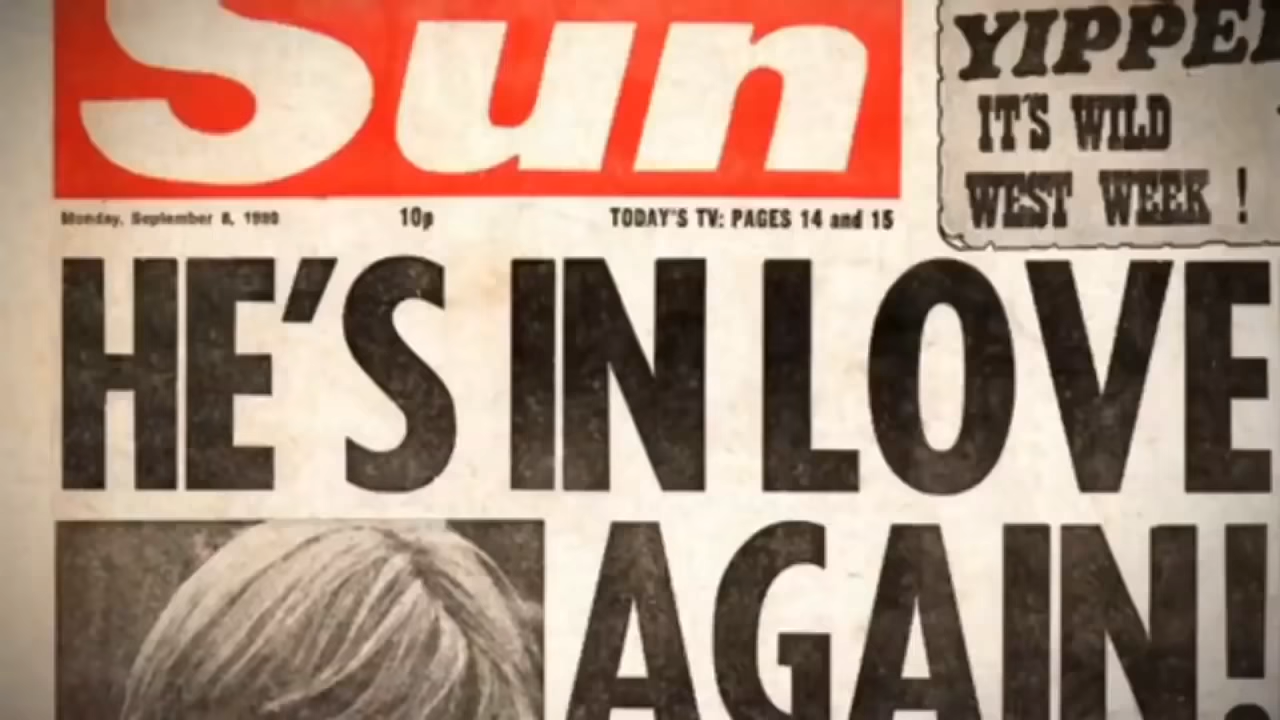 Sun
Monday, September 8, 1980 10p TODAY'S TV: PAGES 14 and 15
YIPPE
IT'S WILD
WEST WEEK !
HE'S IN LOVE
AGAIN!